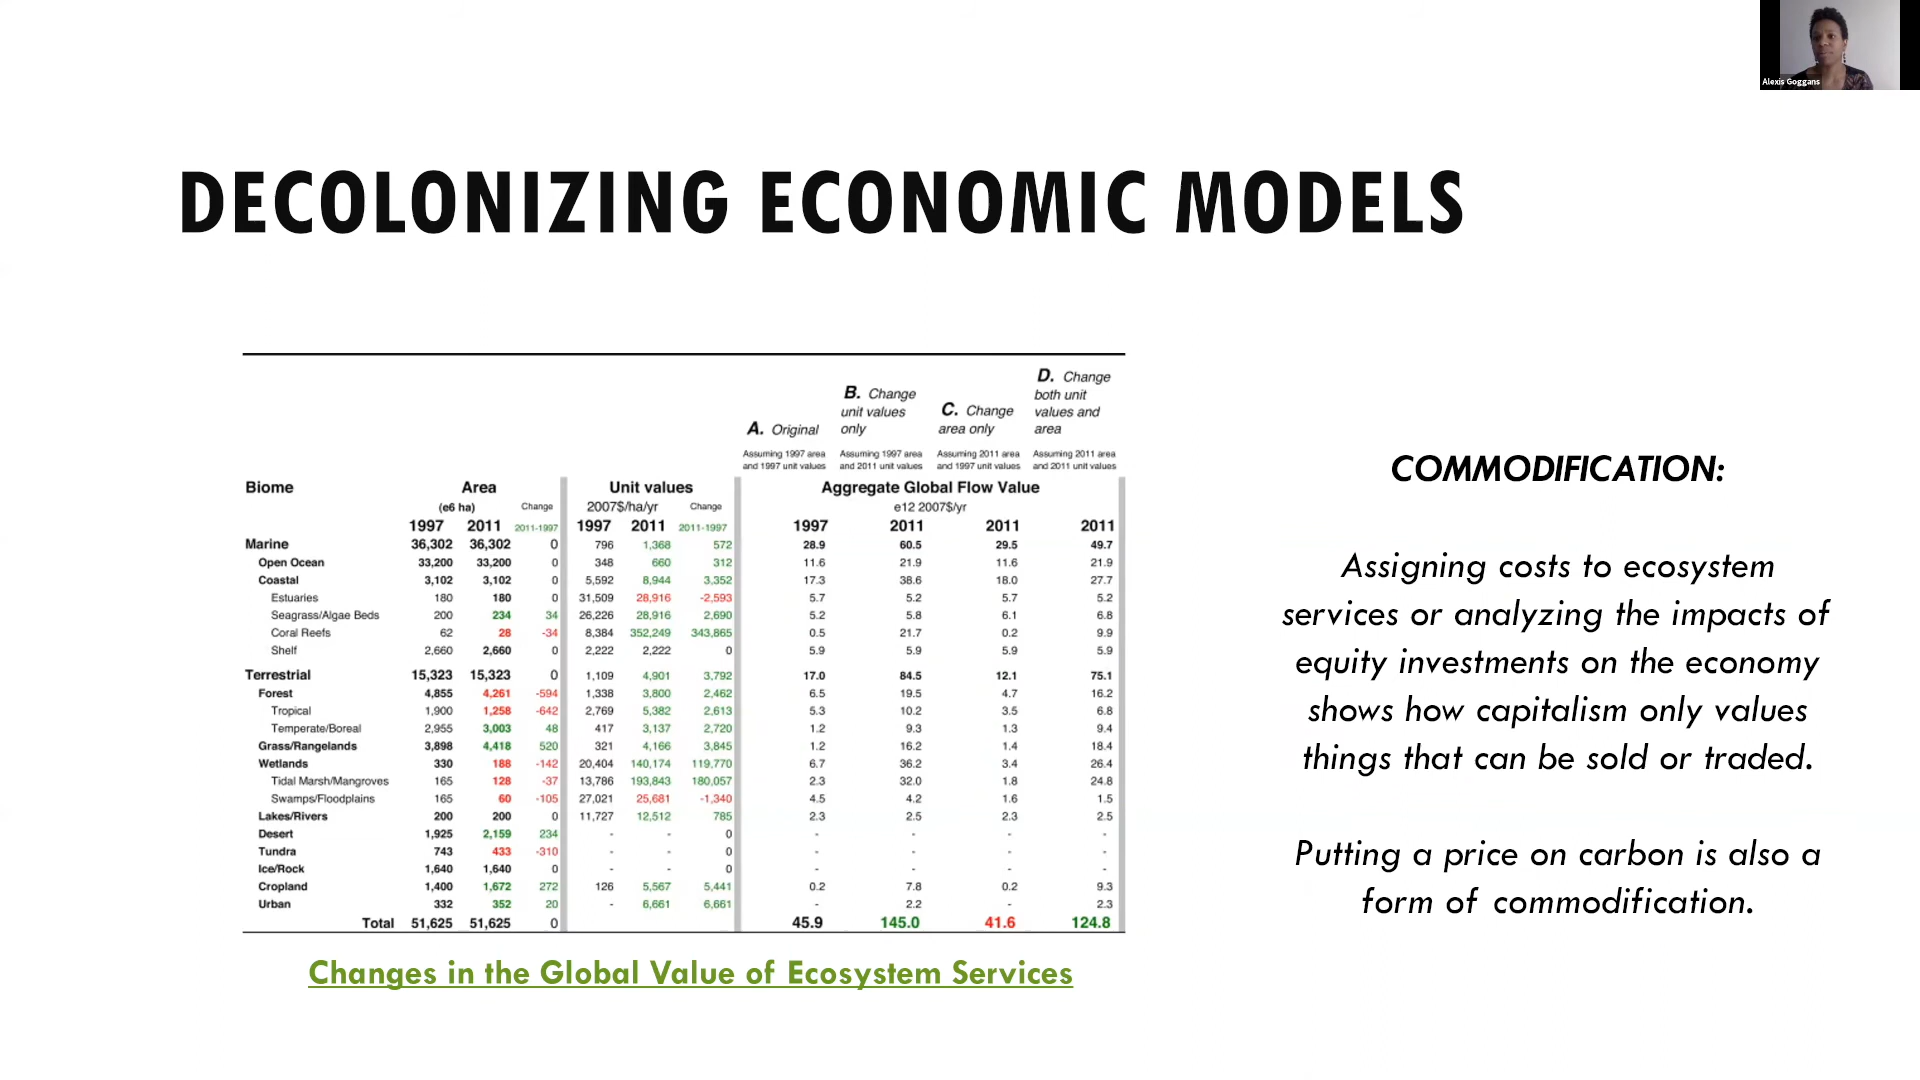 Alexis Goggans
DECOLONIZING ECONOMIC MODELS
A. Original
Assuming 1997 area
and 1997 unit values
B. Change
unit values
only
Assuming 1997 area
and 2011 unit values
C. Change
area only
Assuming 2011 area
and 1997 unit values
D. Change
both unit
values and
area
Assuming 2011 area
and 2011 unit values
Biome Area Unit values Aggregate Global Flow Value
(e6 ha) Change 2007$/ha/yr Change e12 2007$/yr
1997 2011 2011-1997 1997 2011 2011-1997 1997 2011 2011 2011
Marine 36,302 36,302 0 796 1,368 572 28.9 60.5 29.5 49.7
Open Ocean 33,200 33,200 0 348 660 312 11.6 21.9 11.6 21.9
Coastal 3,102 3,102 0 5,592 8,944 3,352 17.3 38.6 18.0 27.7
Estuaries 180 180 0 31,509 28,916 -2,593 5.7 5.2 5.7 5.2
Seagrass/Algae Beds 200 234 34 26,226 28,916 2,690 5.2 5.8 6.1 6.8
Coral Reefs 62 28 -34 8,384 352,249 343,865 0.5 21.7 0.2 9.9
Shelf 2,660 2,660 0 2,222 2,222 0 5.9 5.9 5.9 5.9
Terrestrial 15,323 15,323 0 1,109 4,901 3,792 17.0 84.5 12.1 75.1
Forest 4,855 4,261 -594 1,338 3,800 2,462 6.5 19.5 4.7 16.2
Tropical 1,900 1,258 -642 2,769 5,382 2,613 5.3 10.2 3.5 6.8
Temperate/Boreal 2,955 3,003 48 417 3,137 2,720 1.2 9.3 1.3 9.4
Grass/Rangelands 3,898 4,418 520 321 4,166 3,845 1.2 16.2 1.4 18.4
Wetlands 330 188 -142 20,404 140,174 119,770 6.7 36.2 3.4 26.4
Tidal Marsh/Mangroves 165 128 -37 13,786 193,843 180,057 2.3 32.0 1.8 24.8
Swamps/Floodplains 165 60 -105 27,021 25,681 -1,340 4.5 4.2 1.6 1.5
Lakes/Rivers 200 200 0 11,727 12,512 785 2.3 2.5 2.3 2.5
Desert 1,925 2,159 234 - - 0 - - - -
Tundra 743 433 -310 - - 0 - - - -
Ice/Rock 1,640 1,640 0 - - 0 - - - -
Cropland 1,400 1,672 272 126 5,567 5,441 0.2 7.8 0.2 9.3
Urban 332 352 20 - 6,661 6,661 - 2.2 - 2.3
Total 51,625 51,625 0 45.9 145.0 41.6 124.8
Changes in the Global Value of Ecosystem Services
COMMODIFICATION:
Assigning costs to ecosystem
services or analyzing the impacts of
equity investments on the economy
shows how capitalism only values
things that can be sold or traded.
Putting a price on carbon is also a
form of commodification.